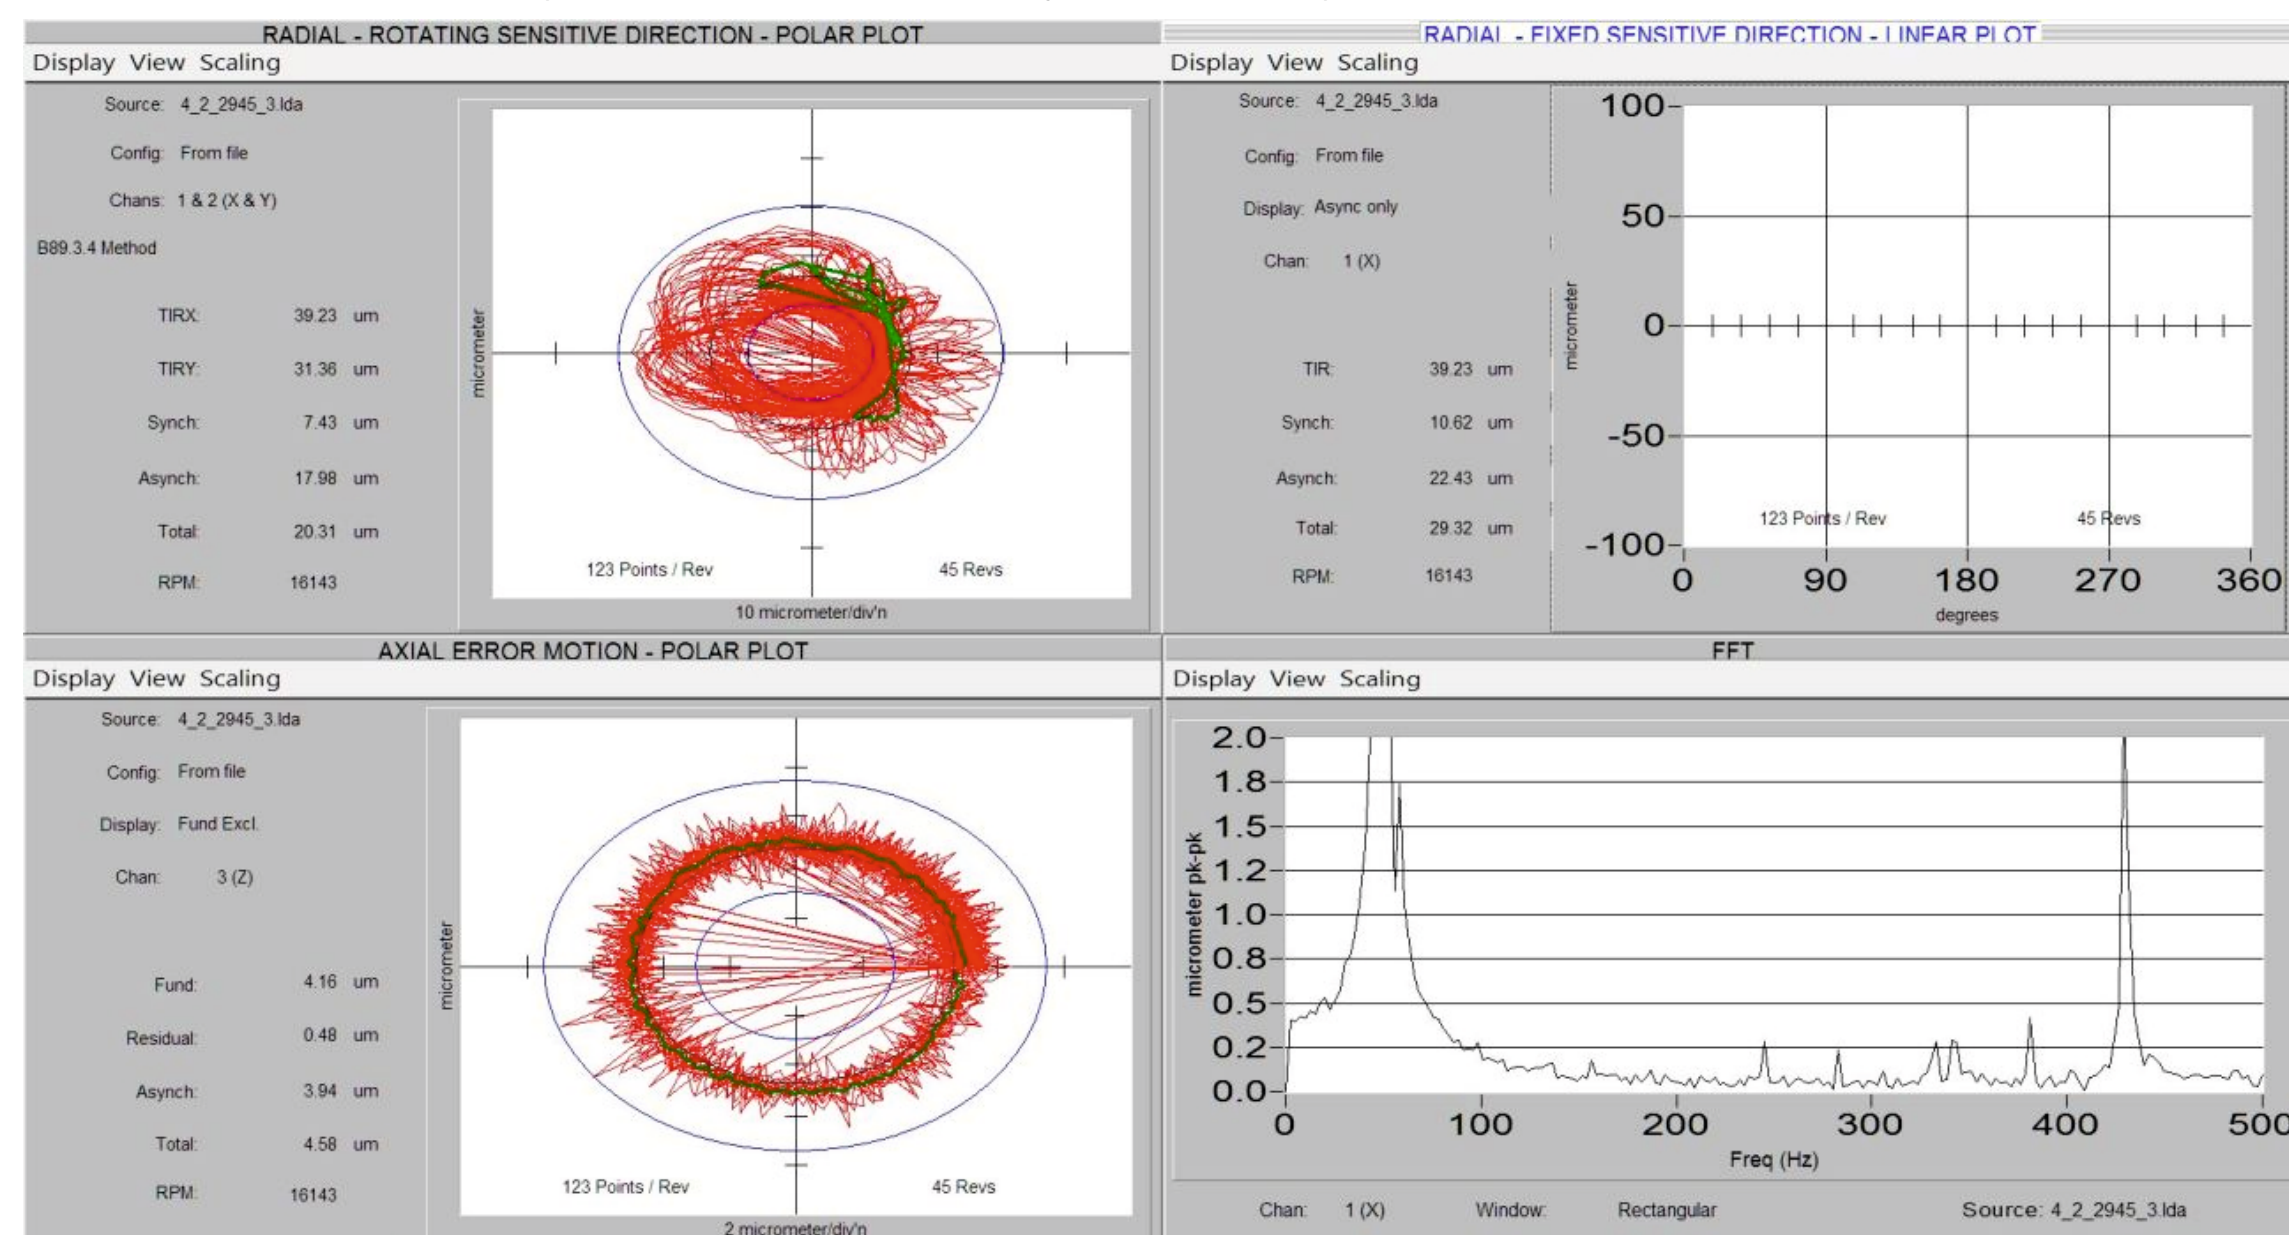 RADIAL - ROTATING SENSITIVE DIRECTION - POLAR PLOT
Display View Scaling
Source: 4_2_2945_3.lda
Config: From file
Chans: 1 & 2 (X & Y)
B89.3.4 Method
TIRX: 39.23 um
TIRY: 31.36 um
Synch: 7.43 um
Asynch: 17.98 um
Total: 20.31 um
RPM: 16143
micrometer
123 Points / Rev
45 Revs
10 micrometer/div'n
RADIAL - FIXED SENSITIVE DIRECTION - LINEAR PLOT
Display View Scaling
Source: 4_2_2945_3.lda
Config: From file
Display: Async only
Chan: 1 (X)
TIR: 39.23 um
Synch: 10.62 um
Asynch: 22.43 um
Total: 29.32 um
RPM: 16143
micrometer
100
50
0
-50
-100
123 Points / Rev
45 Revs
0 90 180 270 360
degrees
AXIAL ERROR MOTION - POLAR PLOT
Display View Scaling
Source: 4_2_2945_3.lda
Config: From file
Display: Fund Excl.
Chan: 3 (Z)
Fund: 4.16 um
Residual: 0.48 um
Asynch: 3.94 um
Total: 4.58 um
RPM: 16143
micrometer
123 Points / Rev
45 Revs
2 micrometer/div'n
FFT
Display View Scaling
micrometer pk-pk
2.0
1.8
1.5
1.2
1.0
0.8
0.5
0.2
0.0
0 100 200 300 400 500
Freq (Hz)
Chan: 1 (X) Window: Rectangular Source: 4_2_2945_3.lda